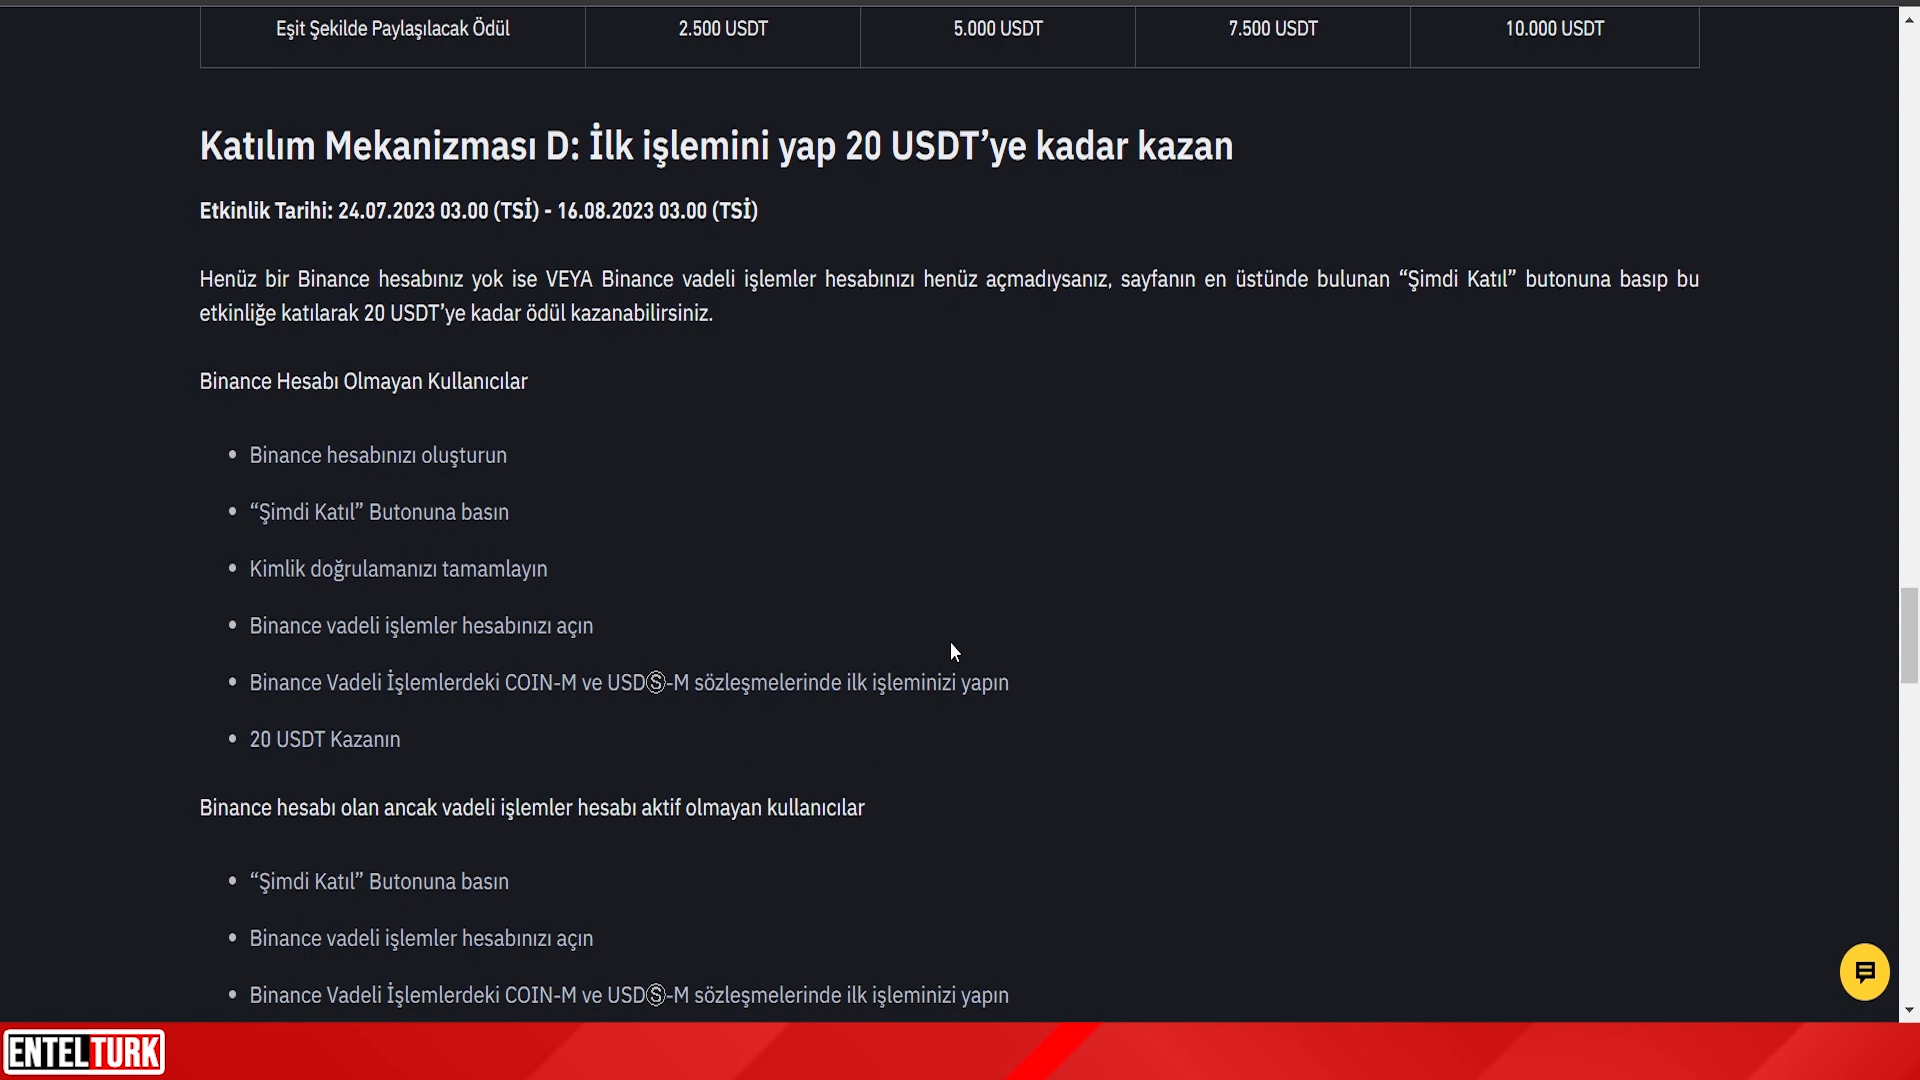 Eşit Şekilde Paylaşılacak Ödül 2.500 USDT 5.000 USDT 7.500 USDT 10.000 USDT
Katılım Mekanizması D: İlk işlemini yap 20 USDT’ye kadar kazan
Etkinlik Tarihi: 24.07.2023 03.00 (TSİ) - 16.08.2023 03.00 (TSİ)
Henüz bir Binance hesabınız yok ise VEYA Binance vadeli işlemler hesabınızı henüz açmadıysanız, sayfanın en üstünde bulunan “Şimdi Katıl” butonuna basıp bu
etkinliğe katılarak 20 USDT’ye kadar ödül kazanabilirsiniz.
Binance Hesabı Olmayan Kullanıcılar
• Binance hesabınızı oluşturun
• “Şimdi Katıl” Butonuna basın
• Kimlik doğrulamanızı tamamlayın
• Binance vadeli işlemler hesabınızı açın
• Binance Vadeli İşlemlerdeki COIN-M ve USDⓈ-M sözleşmelerinde ilk işleminizi yapın
• 20 USDT Kazanın
Binance hesabı olan ancak vadeli işlemler hesabı aktif olmayan kullanıcılar
• “Şimdi Katıl” Butonuna basın
• Binance vadeli işlemler hesabınızı açın
• Binance Vadeli İşlemlerdeki COIN-M ve USDⓈ-M sözleşmelerinde ilk işleminizi yapın
ENTELTURK